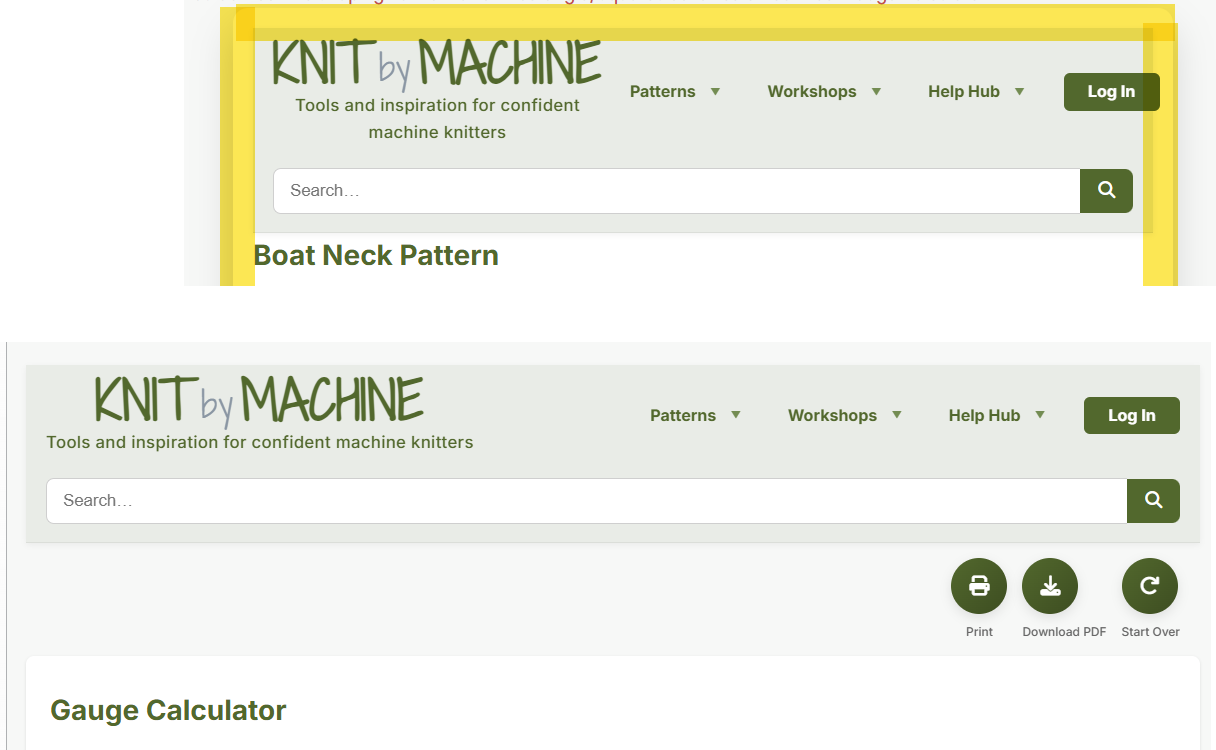 KNIT by MACHINE
Tools and inspiration for confident
machine knitters
Patterns ▼ Workshops ▼ Help Hub ▼ Log In
Search...
Boat Neck Pattern
KNIT by MACHINE
Tools and inspiration for confident machine knitters
Patterns ▼ Workshops ▼ Help Hub ▼ Log In
Search...
Print Download PDF Start Over
Gauge Calculator